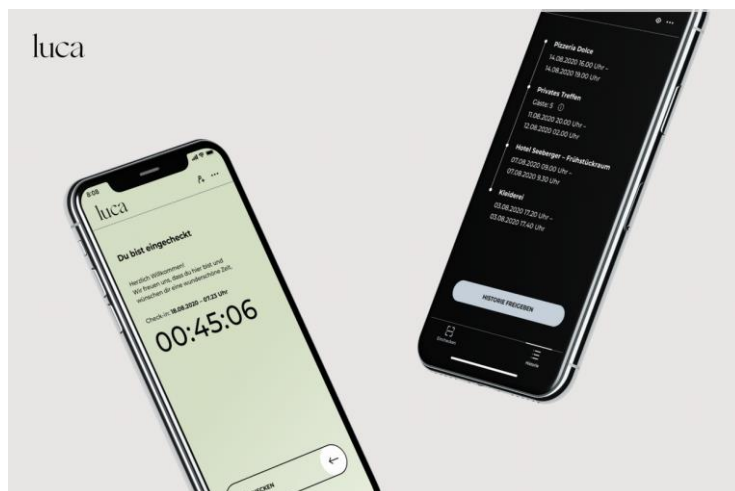 luca
6:08
luca
Du bist eingecheckt
Herzlich Willkommen!
Wir freuen uns, dass du hier bist und
wünschen dir eine wunderschöne Zeit.
Check-in: 18.08.2020 - 07.23 Uhr
00:45:06
Pizzeria Dolce
14.08.2020 16.00 Uhr –
14.08.2020 19.00 Uhr
Privates Treffen
Gäste: 5
11.08.2020 20.00 Uhr –
12.08.2020 02.00 Uhr
Hotel Seeberger – Frühstückraum
07.08.2020 09.00 Uhr –
07.08.2020 9.30 Uhr
Kleiderei
03.08.2020 17.20 Uhr –
03.08.2020 17.40 Uhr
HISTORIE FREIGEBEN
Einchecken
Historie